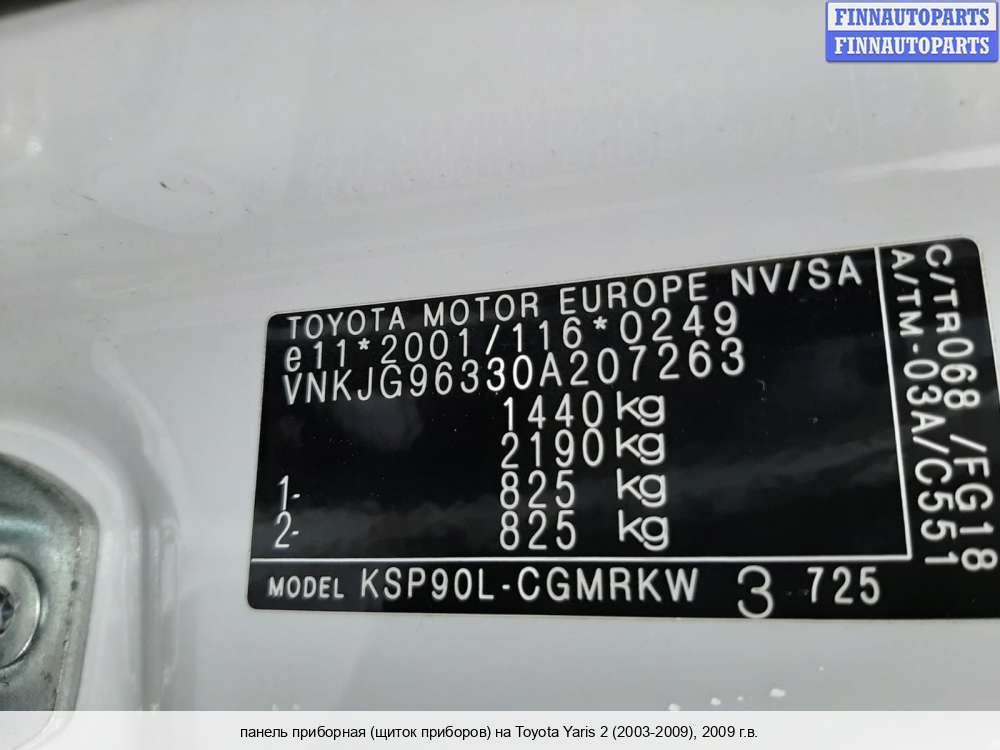 FINNAUTOPARTS
FINNAUTOPARTS
TOYOTA MOTOR EUROPE NV/SA
e11*2001/116*0249
VNKJG96330A207263
1440 kg
2190 kg
1- 825 kg
2- 825 kg
MODEL KSP90L-CGMRKW 3 725
C/TR068 /FG18
A/TM-03A/C551
панель приборная (щиток приборов) на Toyota Yaris 2 (2003-2009), 2009 г.в.